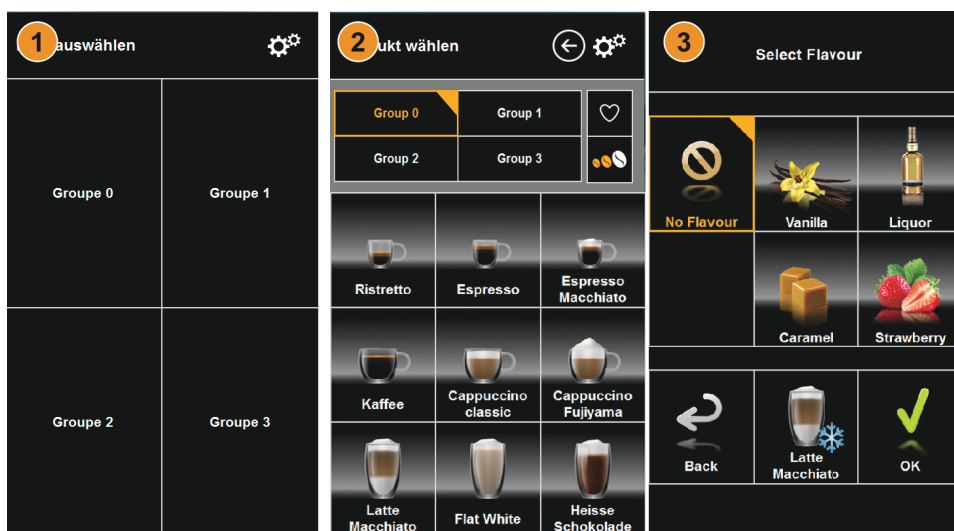 1
auswählen
Groupe 0
Groupe 1
Groupe 2
Groupe 3
2
ukt wählen
Group 0
Group 1
Group 2
Group 3
Ristretto
Espresso
Espresso
Macchiato
Kaffee
Cappuccino
classic
Cappuccino
Fujiyama
Latte
Macchiato
Flat White
Heisse
Schokolade
3
Select Flavour
No Flavour
Vanilla
Liquor
Caramel
Strawberry
Back
Latte
Macchiato
OK